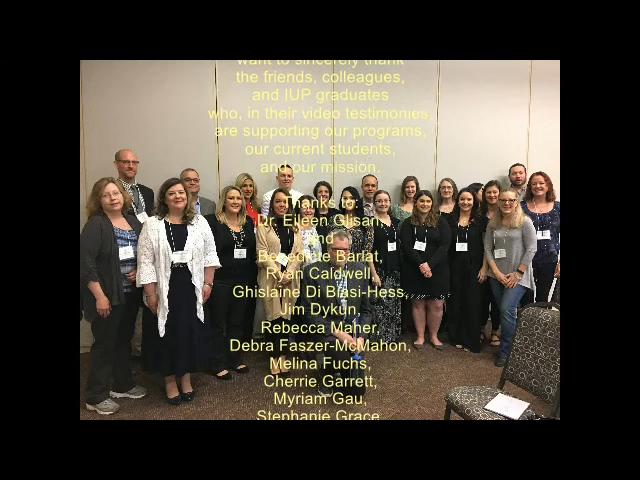 want to sincerely thank
the friends, colleagues,
and IUP graduates
who, in their video testimonies,
are supporting our programs,
our current students,
and our mission.
Thanks to:
Dr. Eileen Glisan,
and
Bénédicte Barlat,
Ryan Caldwell,
Ghislaine Di Blasi-Hess,
Jim Dykun,
Rebecca Maher,
Debra Faszer-McMahon,
Melina Fuchs,
Cherrie Garrett,
Myriam Gau,
Stephanie Grace